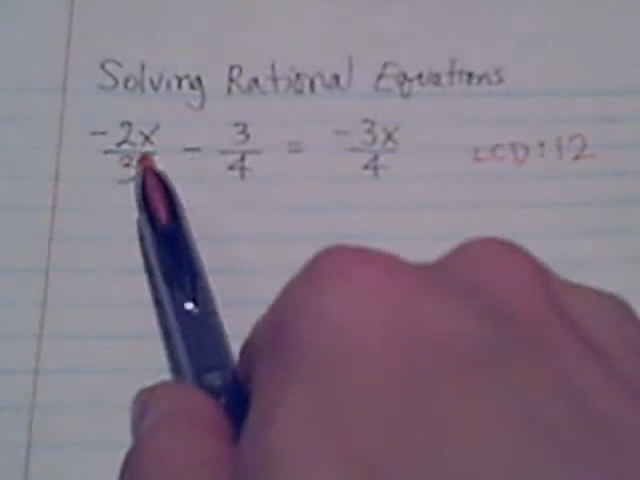 Solving Rational Equations
-2x/3 - 3/4 = -3x/4 LCD: 12